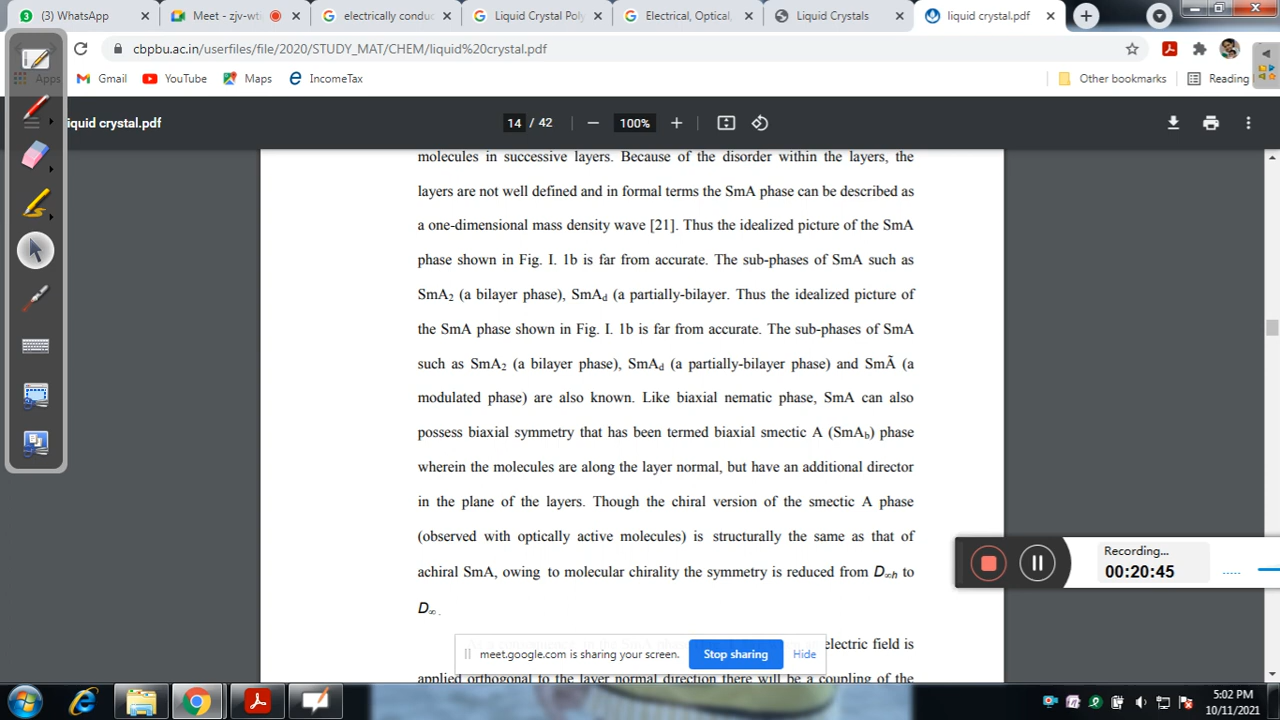 (3) WhatsApp
Meet - zjv-wti
electrically conduc
Liquid Crystal Poly
Electrical, Optical,
Liquid crystals
liquid crystal.pdf
cbpbu.ac.in/userfiles/file/2020/STUDY_MAT/CHEM/liquid%20crystal.pdf
Apps
Gmail
YouTube
Maps
IncomeTax
Other bookmarks
Reading
iquid crystal.pdf
14 / 42
100%
molecules in successive layers. Because of the disorder within the layers, the
layers are not well defined and in formal terms the SmA phase can be described as
a one-dimensional mass density wave [21]. Thus the idealized picture of the SmA
phase shown in Fig. I. 1b is far from accurate. The sub-phases of SmA such as
SmA2 (a bilayer phase), SmAd (a partially-bilayer. Thus the idealized picture of
the SmA phase shown in Fig. I. 1b is far from accurate. The sub-phases of SmA
such as SmA2 (a bilayer phase), SmAd (a partially-bilayer phase) and SmÃ (a
modulated phase) are also known. Like biaxial nematic phase, SmA can also
possess biaxial symmetry that has been termed biaxial smectic A (SmAb) phase
wherein the molecules are along the layer normal, but have an additional director
in the plane of the layers. Though the chiral version of the smectic A phase
(observed with optically active molecules) is structurally the same as that of
achiral SmA, owing to molecular chirality the symmetry is reduced from D∞h to
D∞ .
electric field is
applied orthogonal to the layer normal direction there will be a coupling of the
Recording...
00:20:45
meet.google.com is sharing your screen.
Stop sharing
Hide
5:02 PM
10/11/2021